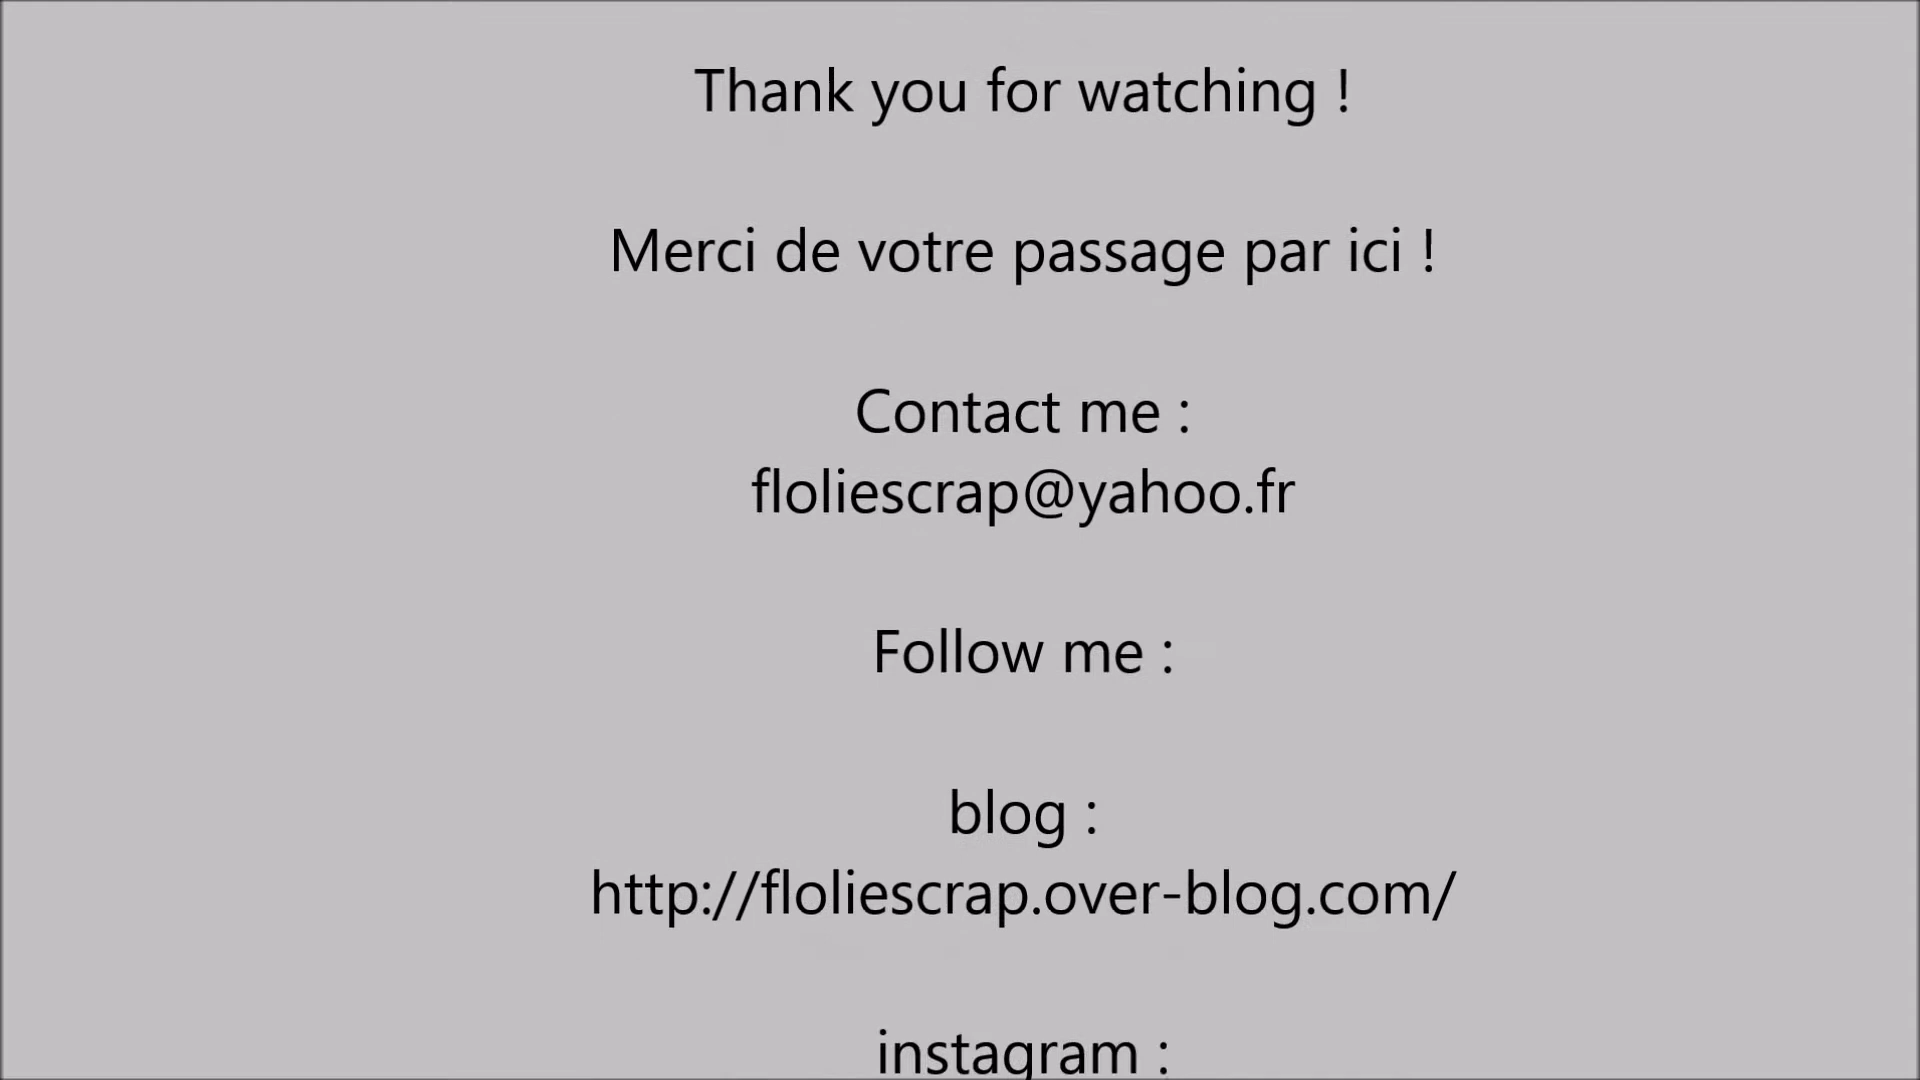 Thank you for watching !
Merci de votre passage par ici !
Contact me :
floliescrap@yahoo.fr
Follow me :
blog :
http://floliescrap.over-blog.com/
instagram :